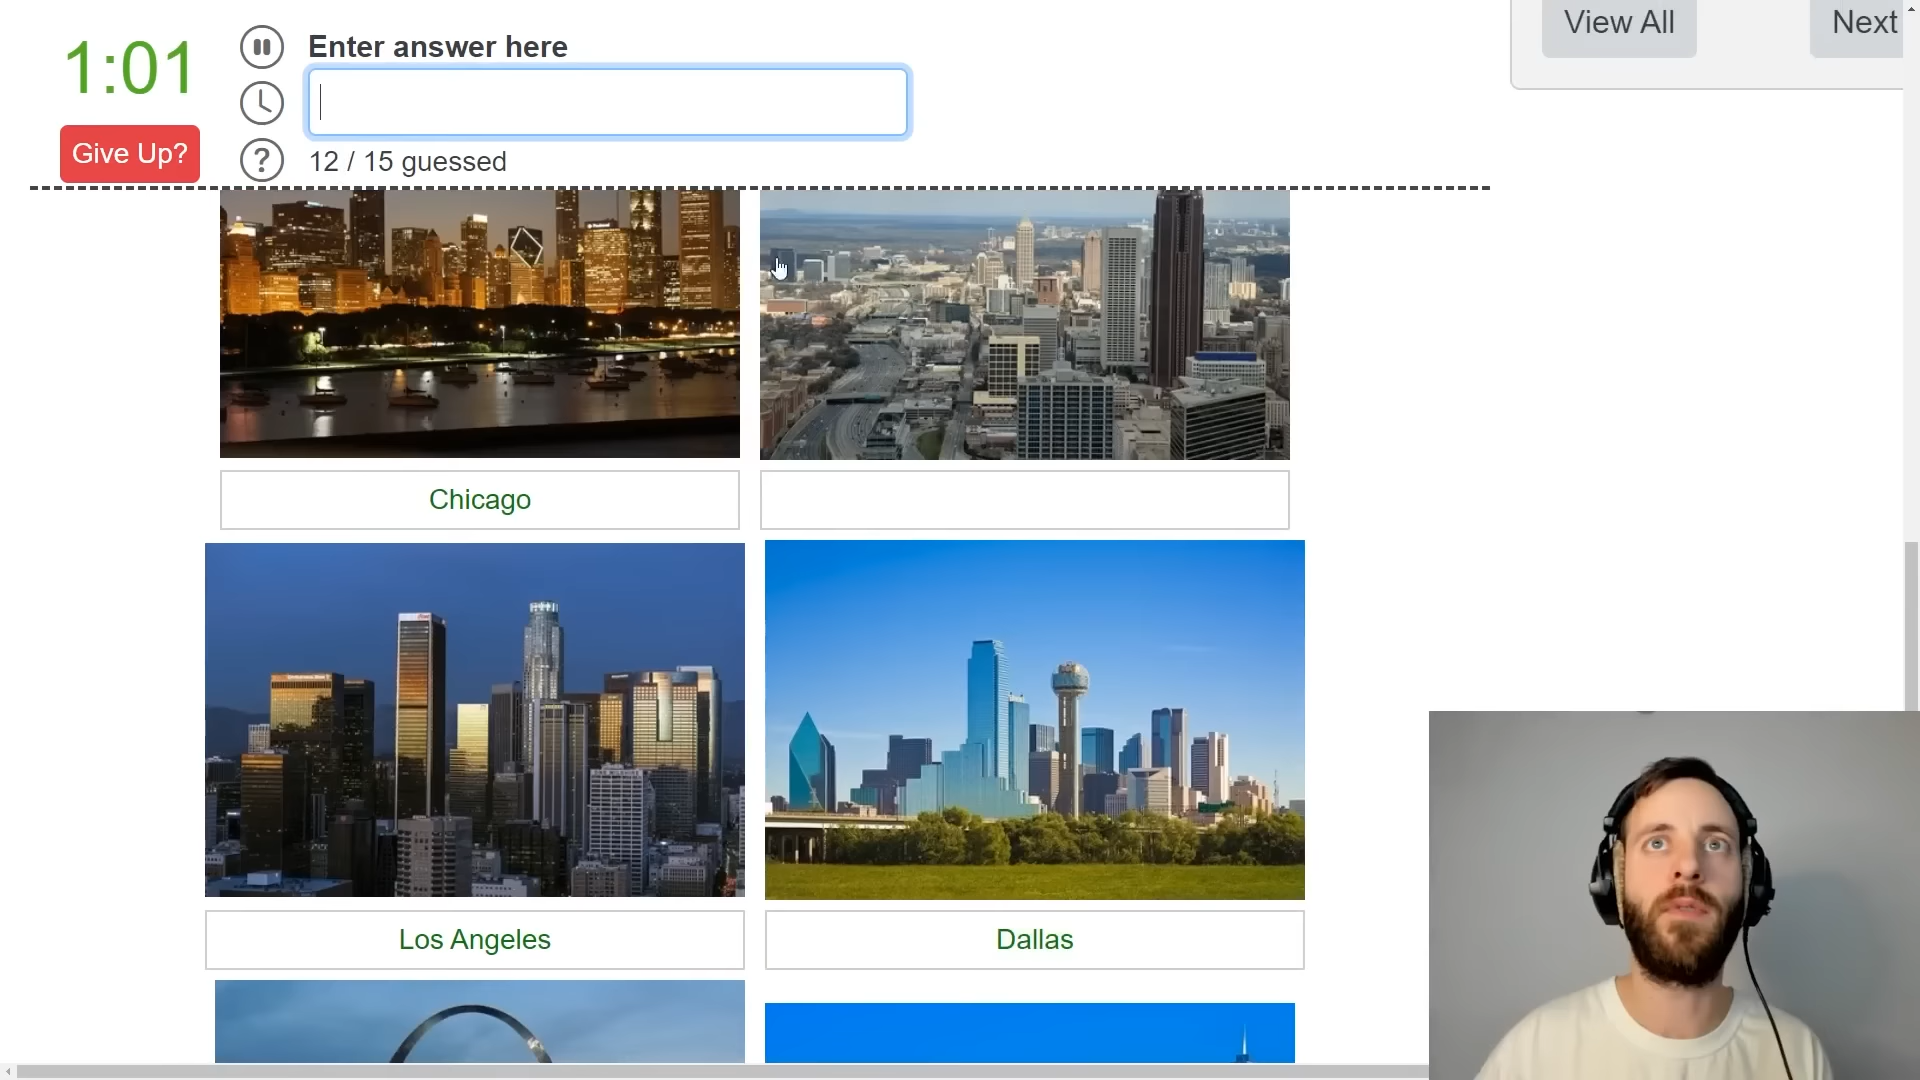 1:01
Enter answer here
Give Up?
12 / 15 guessed
View All
Next
Chicago
Los Angeles
Dallas